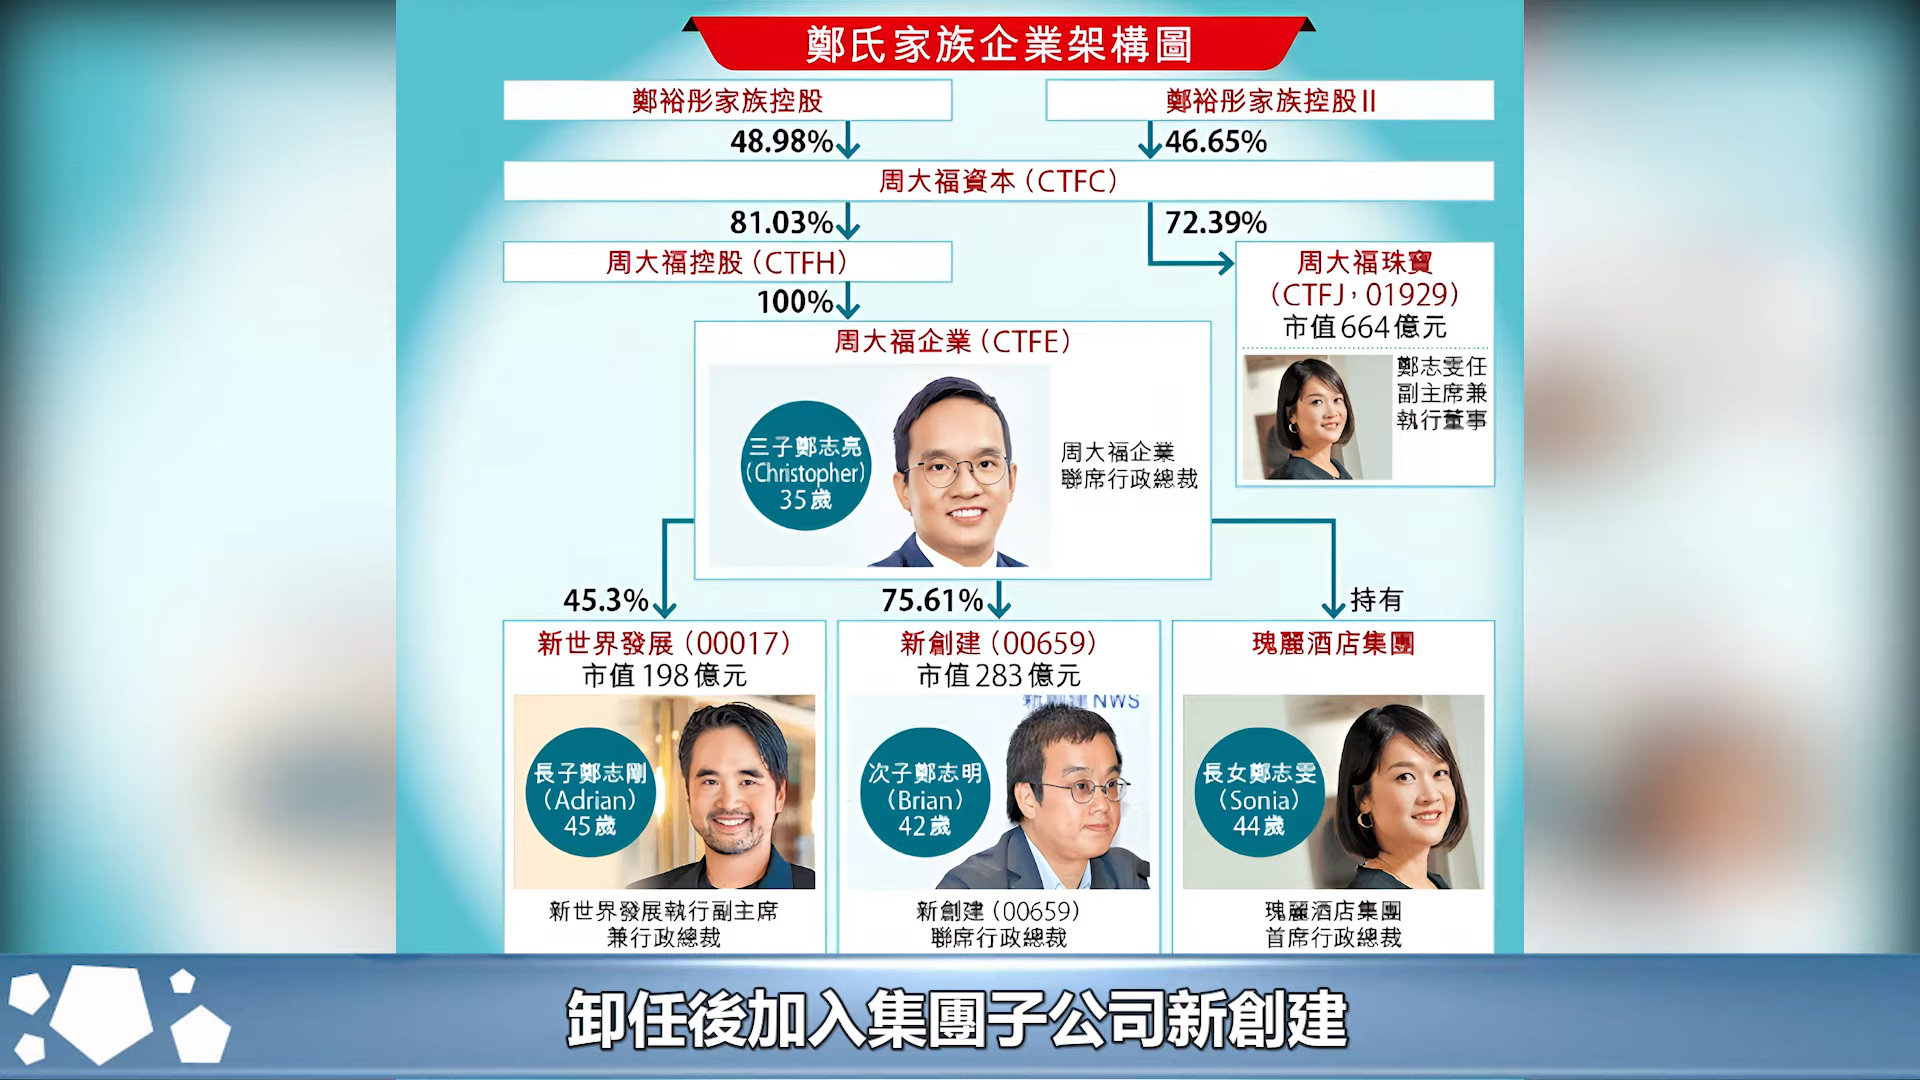 鄭氏家族企業架構圖
鄭裕彤家族控股
鄭裕彤家族控股II
48.98%
46.65%
周大福資本（CTFC）
81.03%
72.39%
周大福控股（CTFH）
100%
周大福珠寶
（CTFJ，01929）
市值664億元
鄭志雯任
副主席兼
執行董事
周大福企業（CTFE）
三子鄭志亮
（Christopher）
35歲
周大福企業
聯席行政總裁
45.3%
75.61%
持有
新世界發展（00017）
市值198億元
長子鄭志剛
（Adrian）
45歲
新世界發展執行副主席
兼行政總裁
新創建（00659）
市值283億元
新創建NWS
次子鄭志明
（Brian）
42歲
新創建（00659）
聯席行政總裁
瑰麗酒店集團
長女鄭志雯
（Sonia）
44歲
瑰麗酒店集團
首席行政總裁
卸任後加入集團子公司新創建